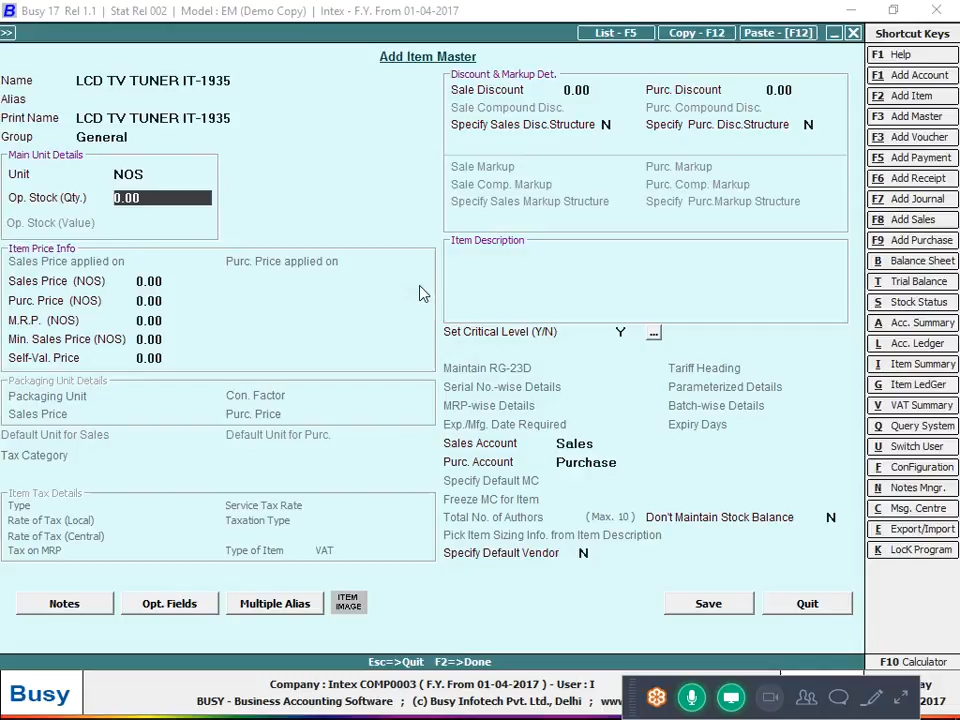 Busy 17 Rel 1.1 | Stat Rel 002 | Model : EM (Demo Copy) | Intex - F.Y. From 01-04-2017
>> List - F5 Copy - F12 Paste - [F12] Shortcut Keys
Add Item Master
Name LCD TV TUNER IT-1935
Alias
Print Name LCD TV TUNER IT-1935
Group General
Main Unit Details
Unit NOS
Op. Stock (Qty.) 0.00
Op. Stock (Value)
Item Price Info
Sales Price applied on Purc. Price applied on
Sales Price (NOS) 0.00
Purc. Price (NOS) 0.00
M.R.P. (NOS) 0.00
Min. Sales Price (NOS) 0.00
Self-Val. Price 0.00
Packaging Unit Details
Packaging Unit Con. Factor
Sales Price Purc. Price
Default Unit for Sales Default Unit for Purc.
Tax Category
Item Tax Details
Type Service Tax Rate
Rate of Tax (Local) Taxation Type
Rate of Tax (Central)
Tax on MRP Type of Item VAT
Discount & Markup Det.
Sale Discount 0.00 Purc. Discount 0.00
Sale Compound Disc. Purc. Compound Disc.
Specify Sales Disc.Structure N Specify Purc. Disc.Structure N
Sale Markup Purc. Markup
Sale Comp. Markup Purc. Comp. Markup
Specify Sales Markup Structure Specify Purc.Markup Structure
Item Description
Set Critical Level (Y/N) Y ...
Maintain RG-23D Tariff Heading
Serial No.-wise Details Parameterized Details
MRP-wise Details Batch-wise Details
Exp./Mfg. Date Required Expiry Days
Sales Account Sales
Purc. Account Purchase
Specify Default MC
Freeze MC for Item
Total No. of Authors (Max. 10) Don't Maintain Stock Balance N
Pick Item Sizing Info. from Item Description
Specify Default Vendor N
Notes Opt. Fields Multiple Alias ITEM IMAGE Save Quit
Esc=>Quit F2=>Done
F1 Help
F1 Add Account
F2 Add Item
F3 Add Master
F3 Add Voucher
F5 Add Payment
F6 Add Receipt
F7 Add Journal
F8 Add Sales
F9 Add Purchase
B Balance Sheet
T Trial Balance
S Stock Status
A Acc. Summary
L Acc. Ledger
I Item Summary
G Item LedGer
V VAT Summary
Q Query System
U Switch User
F ConFiguration
N Notes Mngr.
C Msg. Centre
E Export/Import
K LocK Program
F10 Calculator
Busy
Company : Intex COMP0003 ( F.Y. From 01-04-2017 ) - User : I
BUSY - Business Accounting Software ; (c) Busy Infotech Pvt. Ltd., Delhi ;